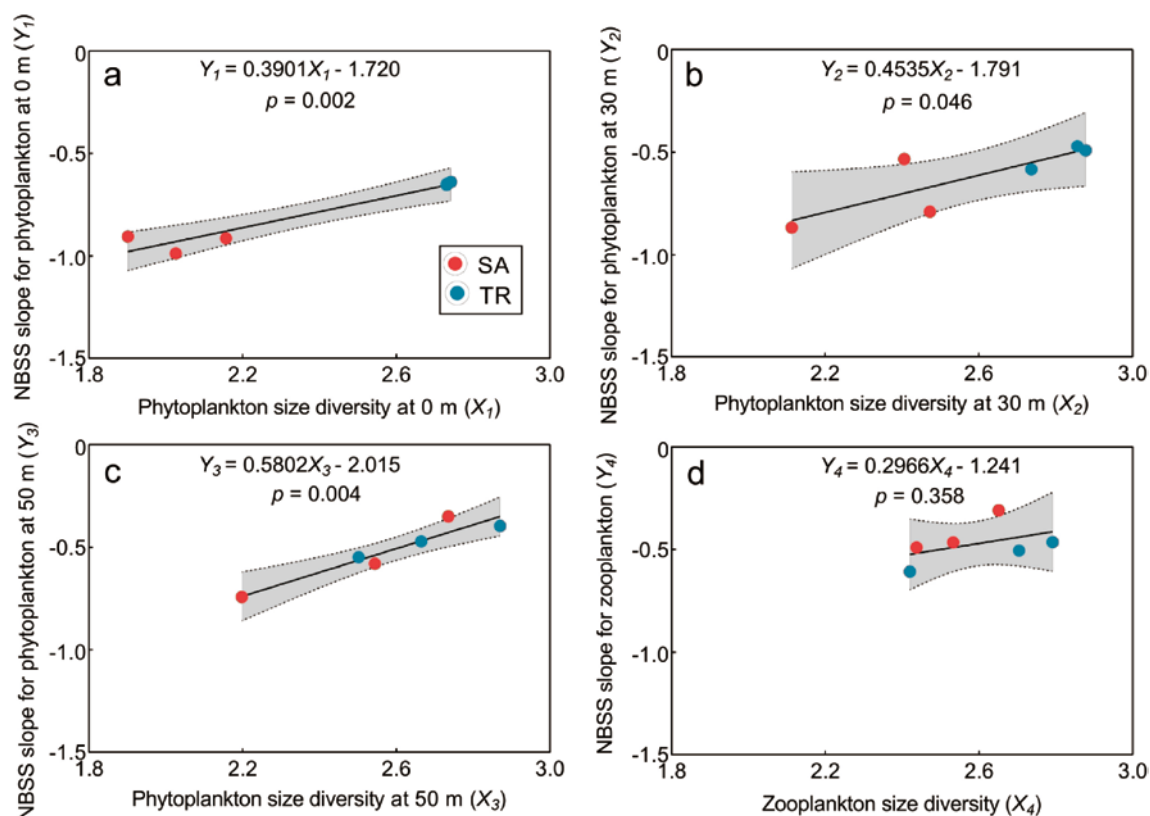 NBSS slope for phytoplankton at 0 m (Y1)
0
-0.5
-1.0
-1.5
a
Y1 = 0.3901X1 - 1.720
p = 0.002
SA
TR
1.8
2.2
2.6
3.0
Phytoplankton size diversity at 0 m (X1)
NBSS slope for phytoplankton at 30 m (Y2)
0
-0.5
-1.0
-1.5
b
Y2 = 0.4535X2 - 1.791
p = 0.046
1.8
2.2
2.6
3.0
Phytoplankton size diversity at 30 m (X2)
NBSS slope for phytoplankton at 50 m (Y3)
0
-0.5
-1.0
-1.5
c
Y3 = 0.5802X3 - 2.015
p = 0.004
1.8
2.2
2.6
3.0
Phytoplankton size diversity at 50 m (X3)
NBSS slope for zooplankton (Y4)
0
-0.5
-1.0
-1.5
d
Y4 = 0.2966X4 - 1.241
p = 0.358
1.8
2.2
2.6
3.0
Zooplankton size diversity (X4)